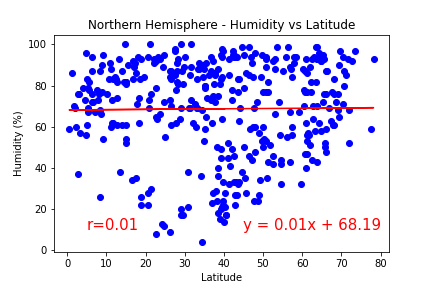 Northern Hemisphere - Humidity vs Latitude
Humidity (%)
100
80
60
40
20
0
r=0.01
y = 0.01x + 68.19
0 10 20 30 40 50 60 70 80
Latitude